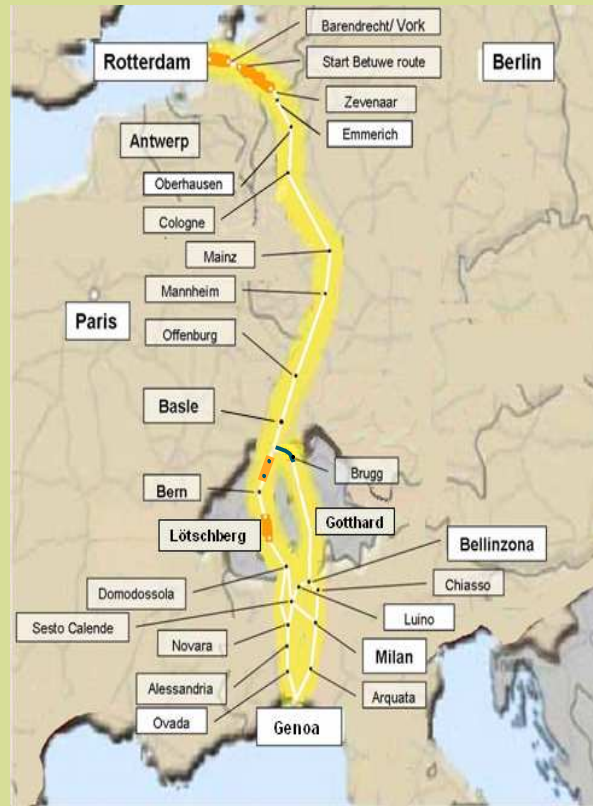 Barendrecht/ Vork
Rotterdam
Start Betuwe route
Berlin
Zevenaar
Emmerich
Antwerp
Oberhausen
Cologne
Mainz
Mannheim
Paris
Offenburg
Basle
Brugg
Bern
Gotthard
Lötschberg
Bellinzona
Domodossola
Chiasso
Luino
Sesto Calende
Novara
Milan
Alessandria
Arquata
Ovada
Genoa